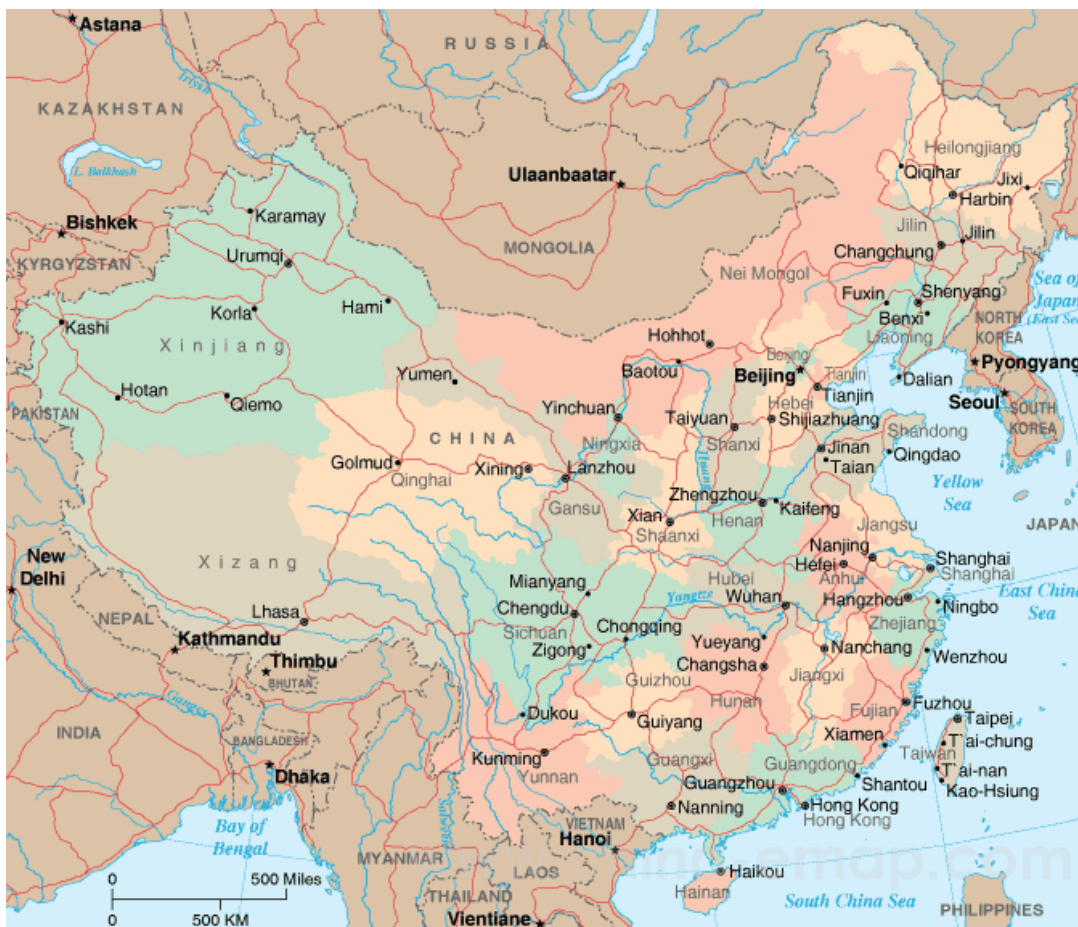 Astana
RUSSIA
KAZAKHSTAN
Irtysh
L. Balkhash
Ulaanbaatar
Heilongjiang
Qiqihar
Jixi
Harbin
Bishkek
Karamay
MONGOLIA
Jilin
Jilin
KYRGYZSTAN
Urumqi
Changchung
Nei Mongol
Sea of
Japan
(East Sea
Hami
Fuxin
Shenyang
Korla
Benxi
NORTH
KOREA
Kashi
Liaoning
Xinjiang
Hohhot
Beijing
Pyongyang
Baotou
Beijing
Tianjin
Yumen
Dalian
Hotan
Qiemo
Tianjin
Seoul
PAKISTAN
Yinchuan
Hebei
SOUTH
KOREA
Taiyuan
Shijiazhuang
Shandong
CHINA
Ningxia
Shanxi
Jinan
Qingdao
Golmud
Xining
Lanzhou
Huang
Taian
Qinghai
Yellow
Sea
Zhengzhou
Kaifeng
Gansu
Xian
Henan
Jiangsu
JAPAN
Shaanxi
New
Delhi
Xizang
Nanjing
Hefei
Shanghai
Shanghai
Mianyang
Hubei
Anhui
East China
Sea
Yangtze
Wuhan
Hangzhou
Ningbo
Lhasa
Chengdu
NEPAL
Sichuan
Chongqing
Zhejiang
Kathmandu
Zigong
Yueyang
Nanchang
Wenzhou
Thimbu
Changsha
BHUTAN
Guizhou
Jiangxi
Ganges
Hunan
Fuzhou
Dukou
Guiyang
Fujian
Taipei
INDIA
BANGLADESH
Xiamen
T'ai-chung
Kunming
Guangxi
Taiwan
Dhaka
Yunnan
Guangdong
T'ai-nan
Guangzhou
Shantou
Kao-Hsiung
Salween
Nanning
Hong Kong
Hong Kong
Bay of
Bengal
VIETNAM
Hanoi
MYANMAR
LAOS
Haikou
0 500 Miles
Hainan
THAILAND
South China Sea
0 500 KM
PHILIPPINES
Vientiane